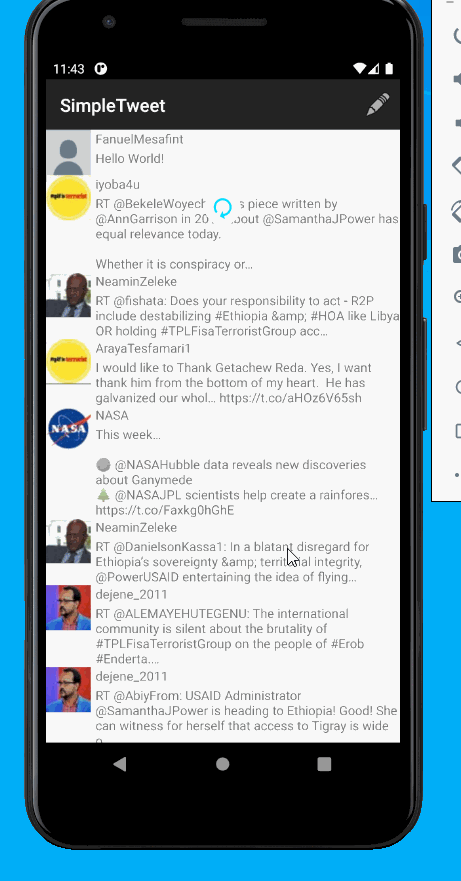 11:43
SimpleTweet
FanuelMesafint
Hello World!
iyoba4u
RT @BekeleWoyech s piece written by
@AnnGarrison in 20 bout @SamanthaJPower has
equal relevance today.
Whether it is conspiracy or...
NeaminZeleke
RT @fishata: Does your responsibility to act - R2P
include destabilizing #Ethiopia &amp; #HOA like Libya
OR holding #TPLFisaTerroristGroup acc...
ArayaTesfamari1
I would like to Thank Getachew Reda. Yes, I want
thank him from the bottom of my heart. He has
galvanized our whol... https://t.co/aHOz6V65sh
NASA
NASA
This week...
@NASAHubble data reveals new discoveries
about Ganymede
🌲 @NASAJPL scientists help create a rainfores...
https://t.co/Faxkg0hGhE
NeaminZeleke
RT @DanielsonKassa1: In a blatant disregard for
Ethiopia's sovereignty &amp; territorial integrity,
@PowerUSAID entertaining the idea of flying...
dejene_2011
RT @ALEMAYEHUTEGENU: The international
community is silent about the brutality of
#TPLFisaTerroristGroup on the people of #Erob
#Enderta....
dejene_2011
RT @AbiyFrom: USAID Administrator
@SamanthaJPower is heading to Ethiopia! Good! She
can witness for herself that access to Tigray is wide